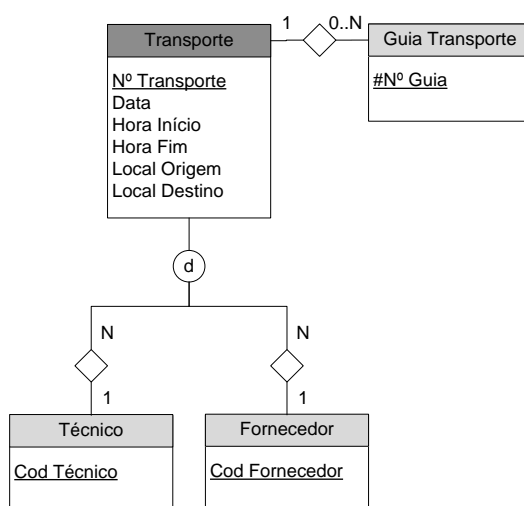 Transporte
1
0..N
Guia Transporte
Nº Transporte
Data
Hora Início
Hora Fim
Local Origem
Local Destino
#Nº Guia
d
N
N
1
1
Técnico
Fornecedor
Cod Técnico
Cod Fornecedor